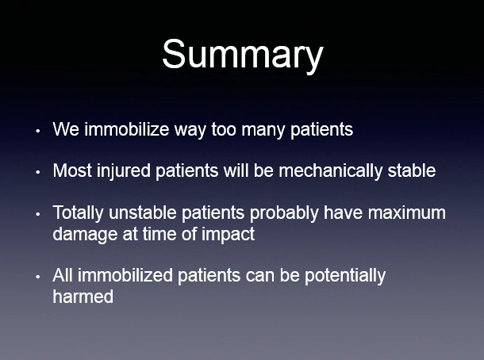 Summary
• We immobilize way too many patients
• Most injured patients will be mechanically stable
• Totally unstable patients probably have maximum
damage at time of impact
• All immobilized patients can be potentially
harmed